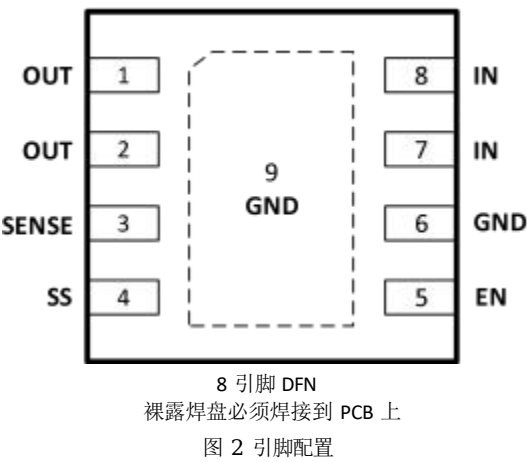 OUT 1 8 IN
OUT 2 7 IN
9
GND
SENSE 3 6 GND
SS 4 5 EN
8 引脚 DFN
裸露焊盘必须焊接到 PCB 上
图 2 引脚配置